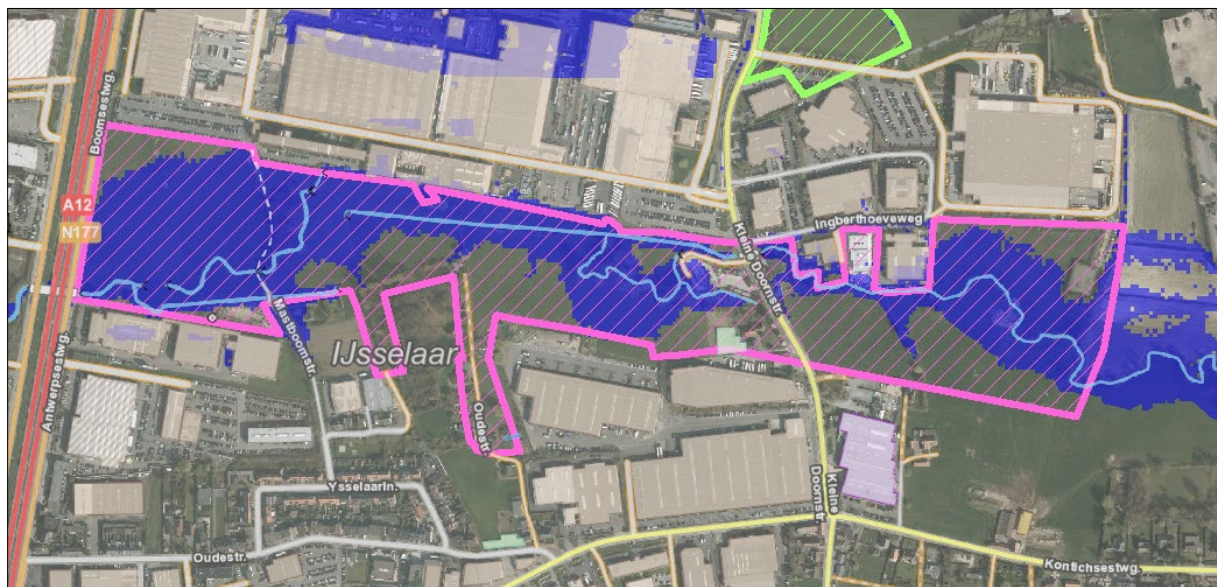 Boomsestwg.
A12
N177
Antwerpsestwg.
Mastboomstr.
IJsselaar
Oudestr.
Ysselaarln.
Oudestr.
Kleine Doornstr.
Ingberthoeveweg
Kleine
Doornstr.
Kontichsestwg.